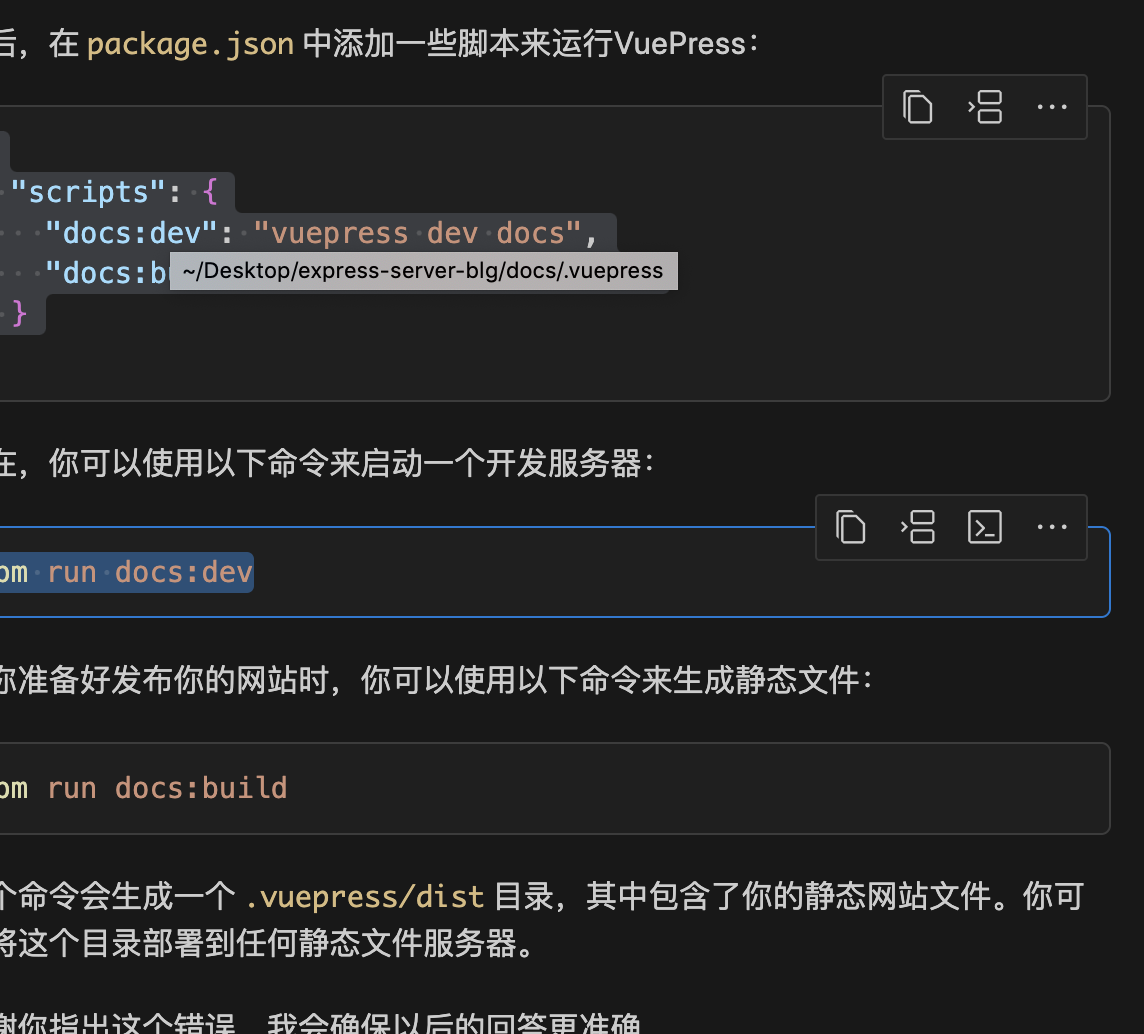 后，在 package.json 中添加一些脚本来运行VuePress：
"scripts": {
"docs:dev": "vuepress dev docs",
"docs:b
~/Desktop/express-server-blg/docs/.vuepress
}
在，你可以使用以下命令来启动一个开发服务器：
pm run docs:dev
你准备好发布你的网站时，你可以使用以下命令来生成静态文件：
pm run docs:build
个命令会生成一个 .vuepress/dist 目录，其中包含了你的静态网站文件。你可
将这个目录部署到任何静态文件服务器。
谢你指出这个错误，我会确保以后的回答更准确